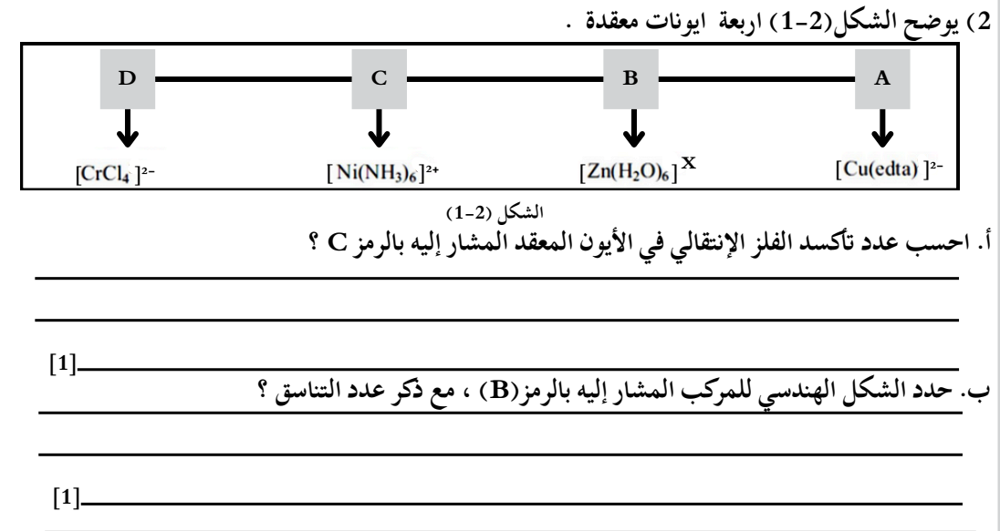 2) يوضح الشكل(2-1) اربعة ايونات معقدة .
D C B A
[CrCl₄ ]²⁻ [ Ni(NH₃)₆]²⁺ [Zn(H₂O)₆]ˣ [Cu(edta) ]²⁻
الشكل (2-1)
أ. احسب عدد تأكسد الفلز الإنتقالي في الأيون المعقد المشار إليه بالرمز C ؟
[1]
ب. حدد الشكل الهندسي للمركب المشار إليه بالرمز(B) ، مع ذكر عدد التناسق ؟
[1]